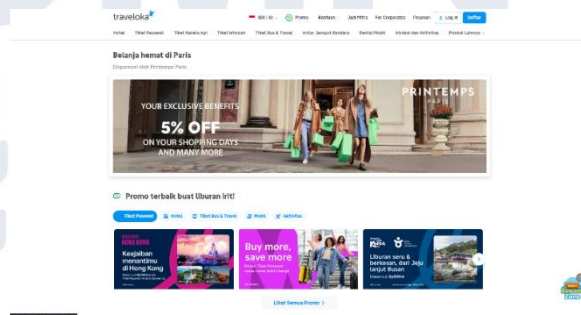 traveloka
IDR | ID
Promo
Bantuan
Jadi Mitra
For Corporates
Pesanan
Log In
Daftar
Hotel
Tiket Pesawat
Tiket Kereta Api
Tiket Whoosh
Tiket Bus & Travel
Antar Jemput Bandara
Rental Mobil
Atraksi dan Aktivitas
Produk Lainnya
Belanja hemat di Paris
Disponsori oleh Printemps Paris
PRINTEMPS
PARIS
YOUR EXCLUSIVE BENEFITS
5% OFF
ON YOUR SHOPPING DAYS
AND MANY MORE
Promo terbaik buat liburan irit!
Tiket Pesawat
Hotel
Tiket Bus & Travel
Mobil
Aktivitas
HONG KONG
Keajaiban
menantimu
di Hong Kong
Buy more,
save more
Liburan seru &
berkesan, dari Jeju
lanjut Busan
Lihat Semua Promo